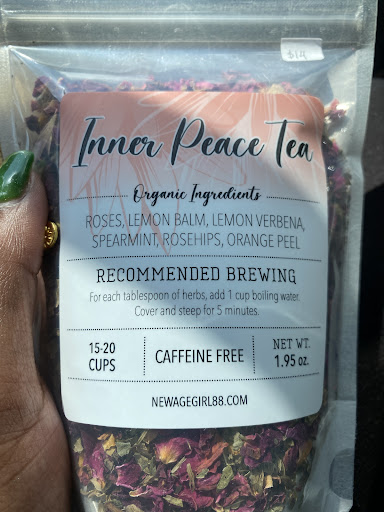 $14
Inner Peace Tea
Organic Ingredients
ROSES, LEMON BALM, LEMON VERBENA,
SPEARMINT, ROSEHIPS, ORANGE PEEL
RECOMMENDED BREWING
For each tablespoon of herbs, add 1 cup boiling water.
Cover and steep for 5 minutes.
15-20
CUPS
CAFFEINE FREE
NET WT.
1.95 oz.
NEWAGEGIRL88.COM